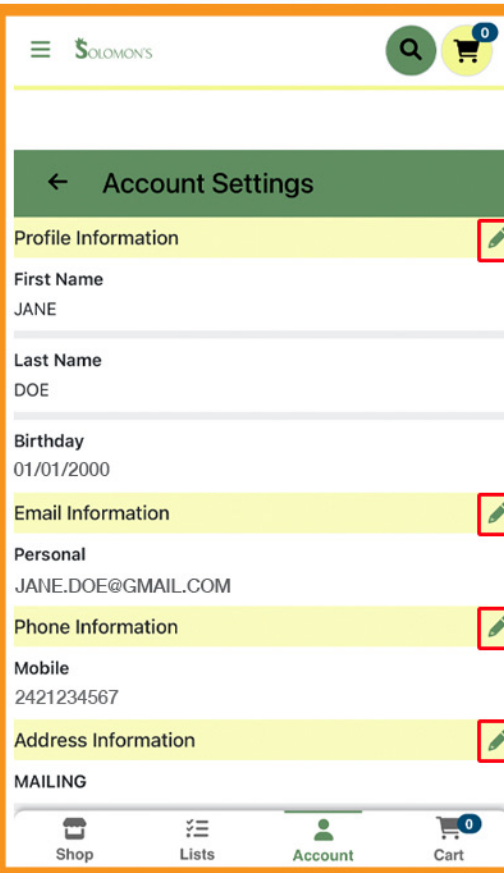 SOLOMON'S
0
Account Settings
Profile Information
First Name
JANE
Last Name
DOE
Birthday
01/01/2000
Email Information
Personal
JANE.DOE@GMAIL.COM
Phone Information
Mobile
2421234567
Address Information
MAILING
0
Shop Lists Account Cart